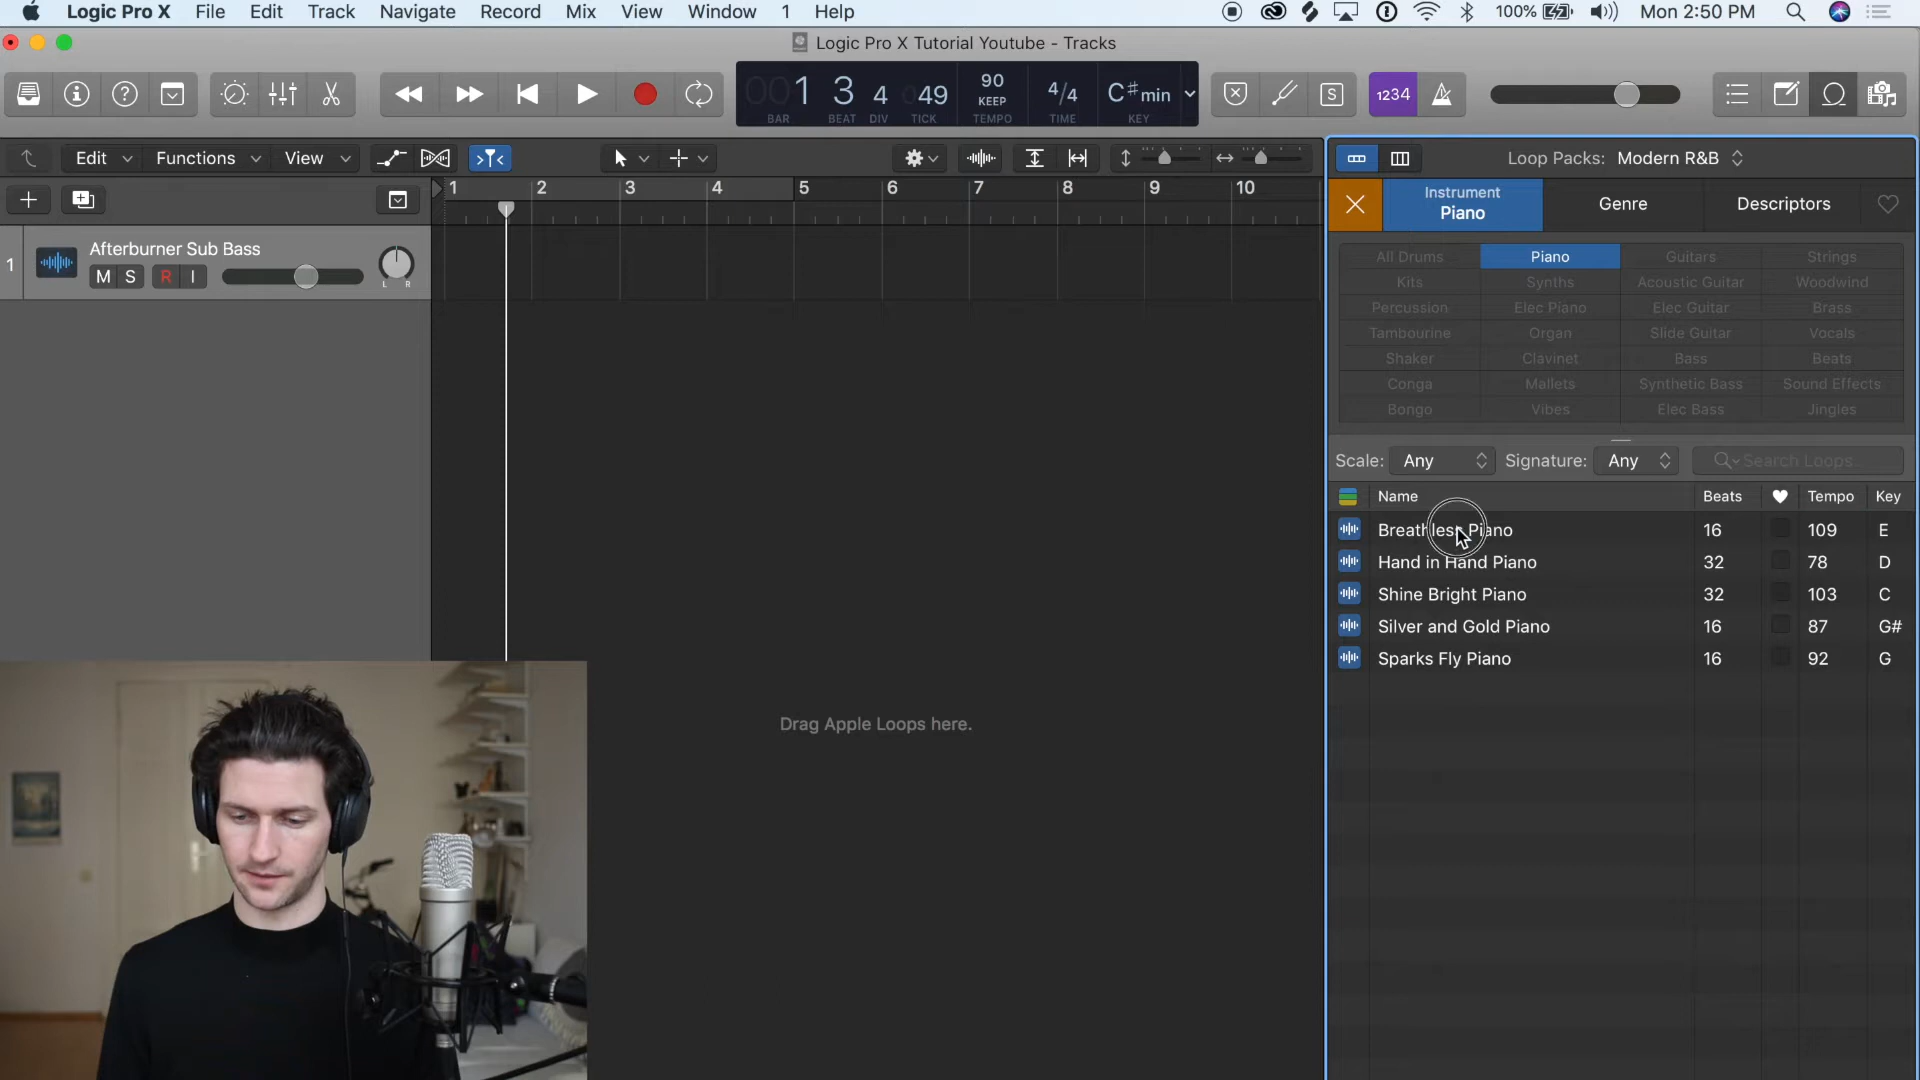 Logic Pro X File Edit Track Navigate Record Mix View Window 1 Help 100% Mon 2:50 PM
Logic Pro X Tutorial Youtube - Tracks
001 3 4 049 90 KEEP 4/4 C#min 1234
BAR BEAT DIV TICK TEMPO TIME KEY
S
Edit Functions View
Loop Packs: Modern R&B
1 2 3 4 5 6 7 8 9 10
Instrument
Piano
Genre
Descriptors
1
Afterburner Sub Bass
M S R I
L R
All Drums Piano Guitars Strings
Kits Synths Acoustic Guitar Woodwind
Percussion Elec Piano Elec Guitar Brass
Tambourine Organ Slide Guitar Vocals
Shaker Clavinet Bass Beats
Conga Mallets Synthetic Bass Sound Effects
Bongo Vibes Elec Bass Jingles
Scale: Any Signature: Any Search Loops...
Name Beats Tempo Key
Breathless Piano 16 109 E
Hand in Hand Piano 32 78 D
Shine Bright Piano 32 103 C
Silver and Gold Piano 16 87 G#
Sparks Fly Piano 16 92 G
Drag Apple Loops here.